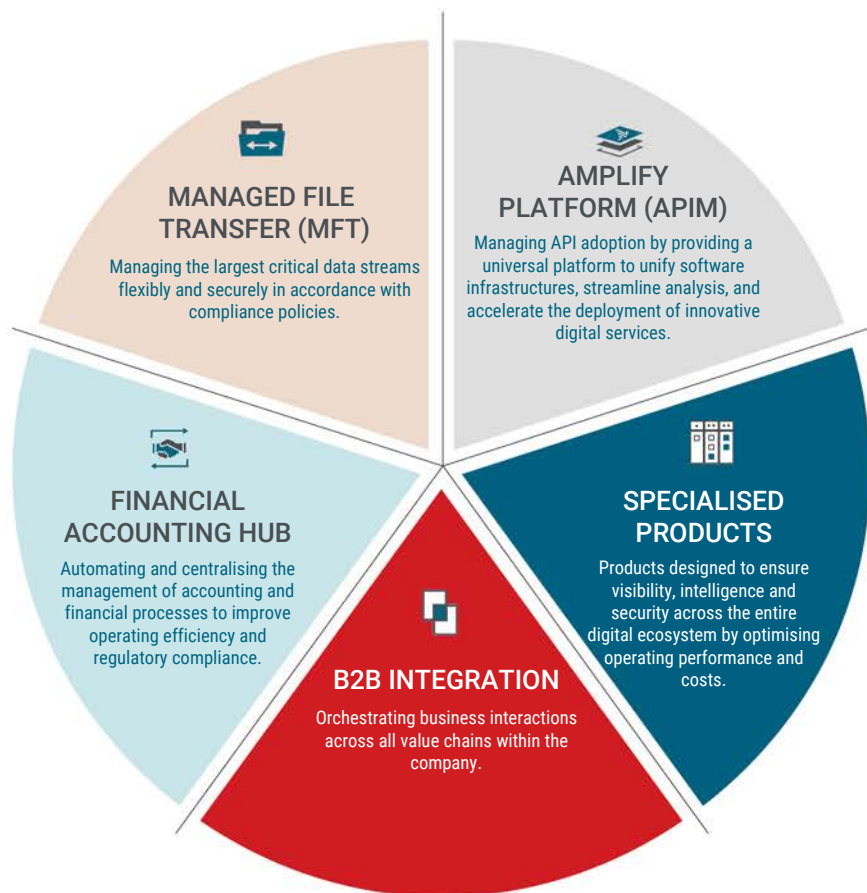 MANAGED FILE
TRANSFER (MFT)
Managing the largest critical data streams
flexibly and securely in accordance with
compliance policies.
AMPLIFY
PLATFORM (APIM)
Managing API adoption by providing a
universal platform to unify software
infrastructures, streamline analysis, and
accelerate the deployment of innovative
digital services.
FINANCIAL
ACCOUNTING HUB
Automating and centralising the
management of accounting and
financial processes to improve
operating efficiency and
regulatory compliance.
SPECIALISED
PRODUCTS
Products designed to ensure
visibility, intelligence and
security across the entire
digital ecosystem by optimising
operating performance and
costs.
B2B INTEGRATION
Orchestrating business interactions
across all value chains within the
company.